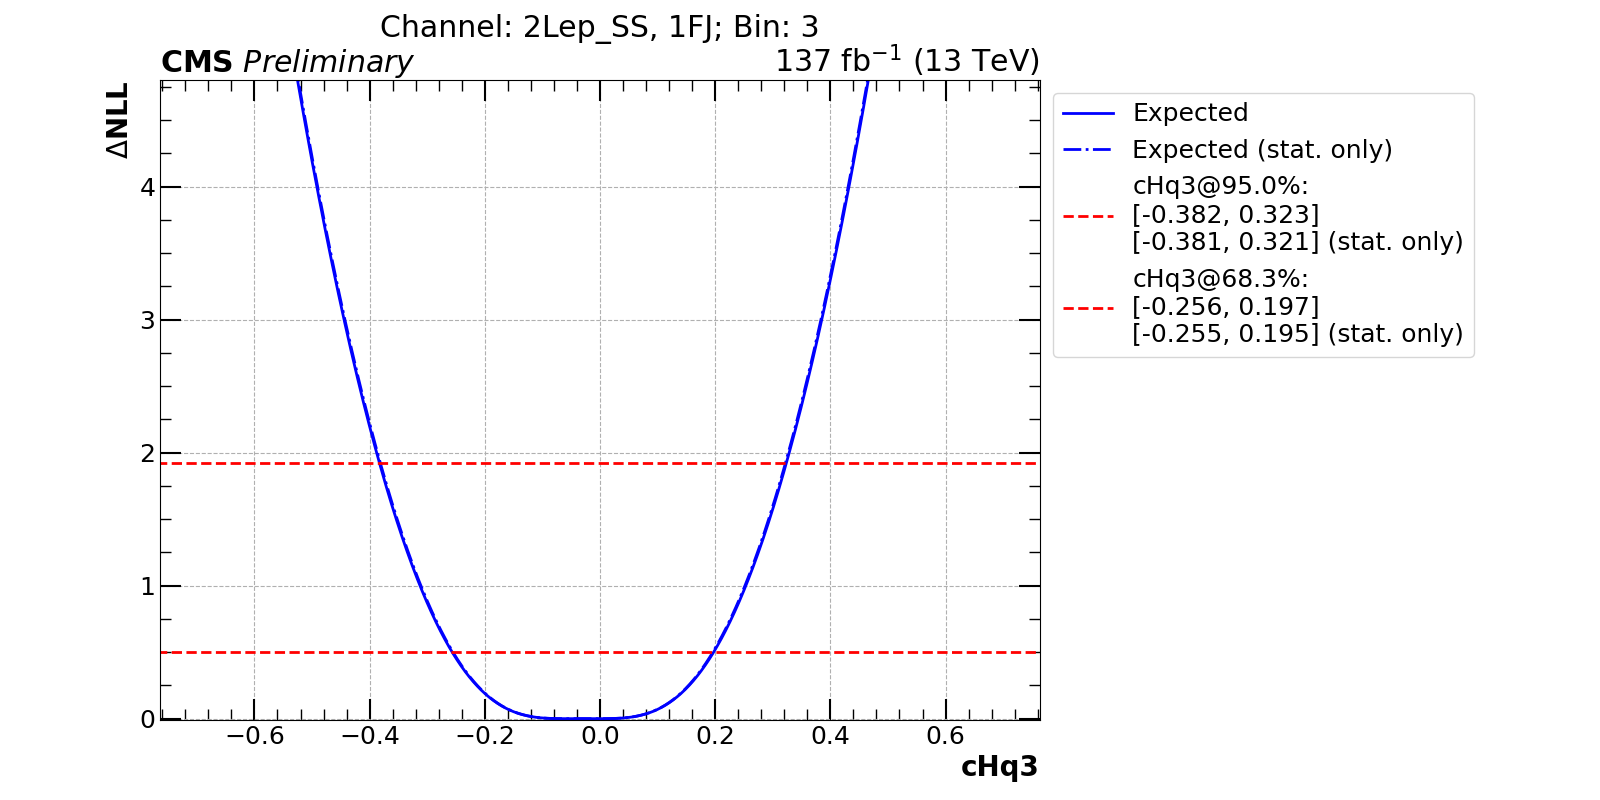 Channel: 2Lep_SS, 1FJ; Bin: 3
CMS Preliminary
137 fb⁻¹ (13 TeV)
ΔNLL
4
3
2
1
0
−0.6
−0.4
−0.2
0.0
0.2
0.4
0.6
cHq3
Expected
Expected (stat. only)
cHq3@95.0%:
[-0.382, 0.323]
[-0.381, 0.321] (stat. only)
cHq3@68.3%:
[-0.256, 0.197]
[-0.255, 0.195] (stat. only)